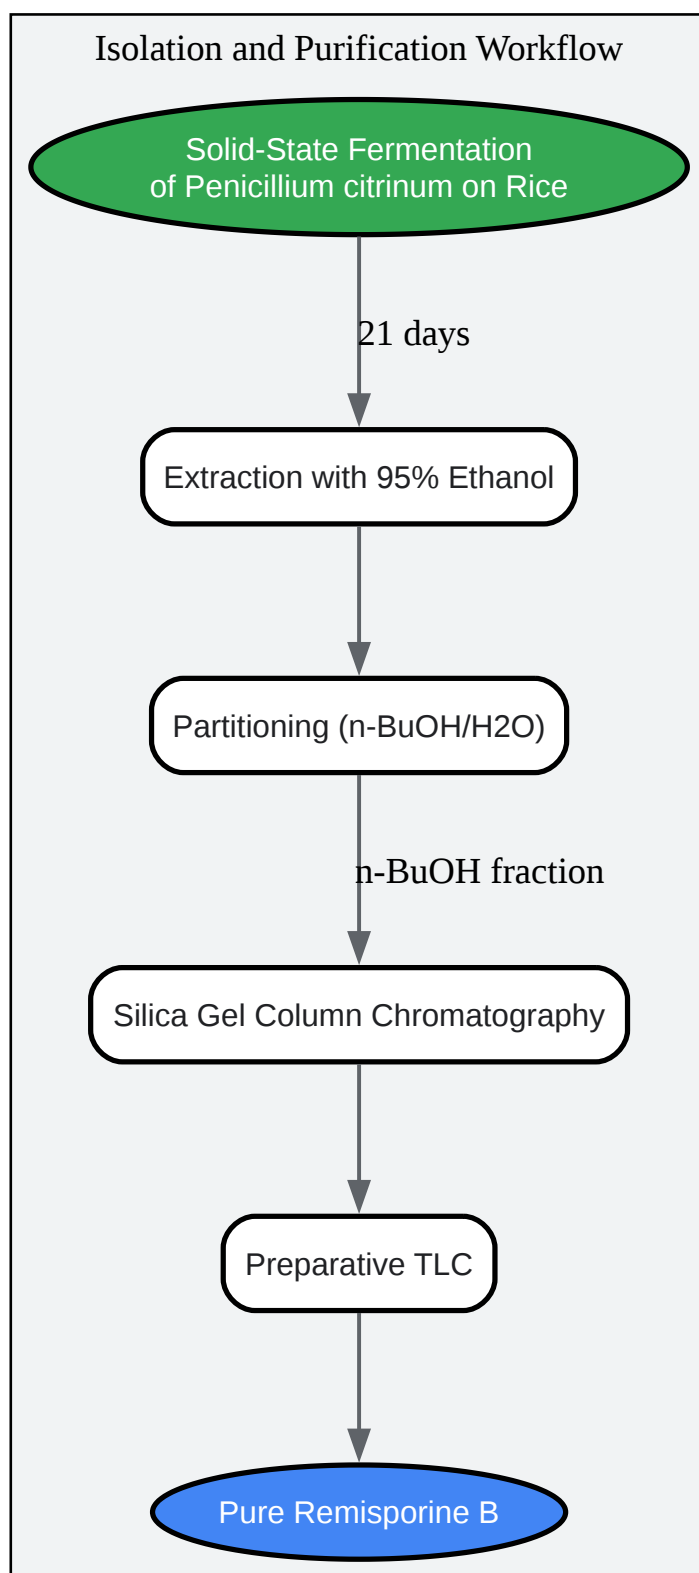 Isolation and Purification Workflow
Solid-State Fermentation
of Penicillium citrinum on Rice
21 days
Extraction with 95% Ethanol
Partitioning (n-BuOH/H2O)
n-BuOH fraction
Silica Gel Column Chromatography
Preparative TLC
Pure Remisporine B